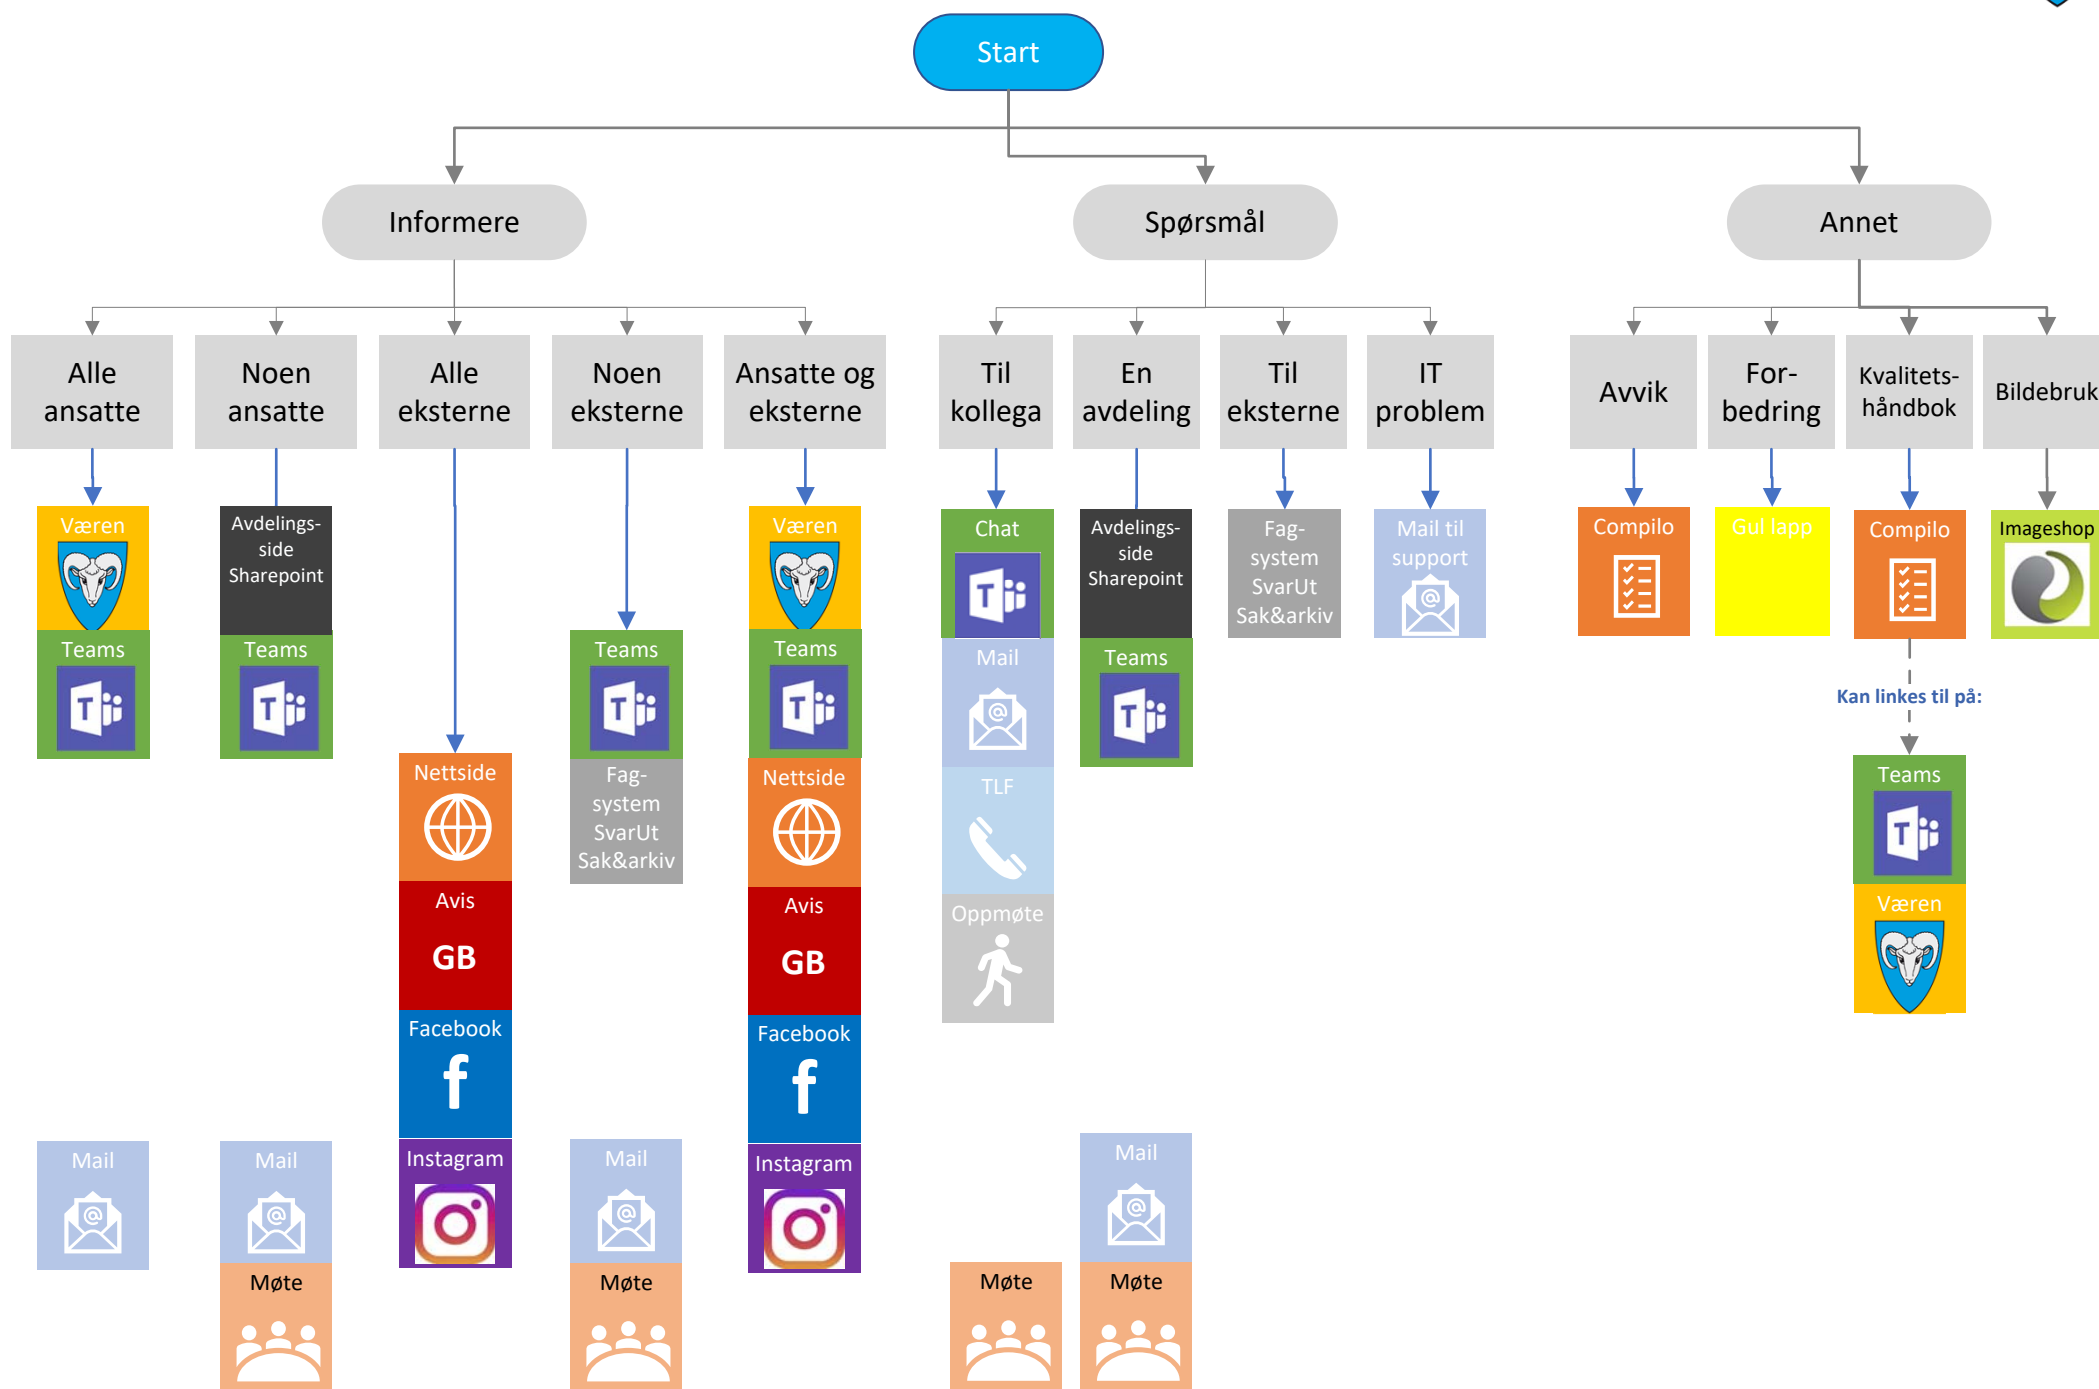 Start
Informere
Spørsmål
Annet
Alle
ansatte
Noen
ansatte
Alle
eksterne
Noen
eksterne
Ansatte og
eksterne
Til
kollega
En
avdeling
Til
eksterne
IT
problem
Avvik
For-
bedring
Kvalitets-
håndbok
Bildebruk
Væren
Teams
Mail
Avdelings-
side
Sharepoint
Teams
Mail
Møte
Nettside
Avis
GB
Facebook
Instagram
Teams
Fag-
system
SvarUt
Sak&arkiv
Mail
Møte
Væren
Teams
Nettside
Avis
GB
Facebook
Instagram
Chat
Mail
TLF
Oppmøte
Møte
Avdelings-
side
Sharepoint
Teams
Mail
Møte
Fag-
system
SvarUt
Sak&arkiv
Mail til
support
Compilo
Gul lapp
Compilo
Kan linkes til på:
Teams
Væren
Imageshop